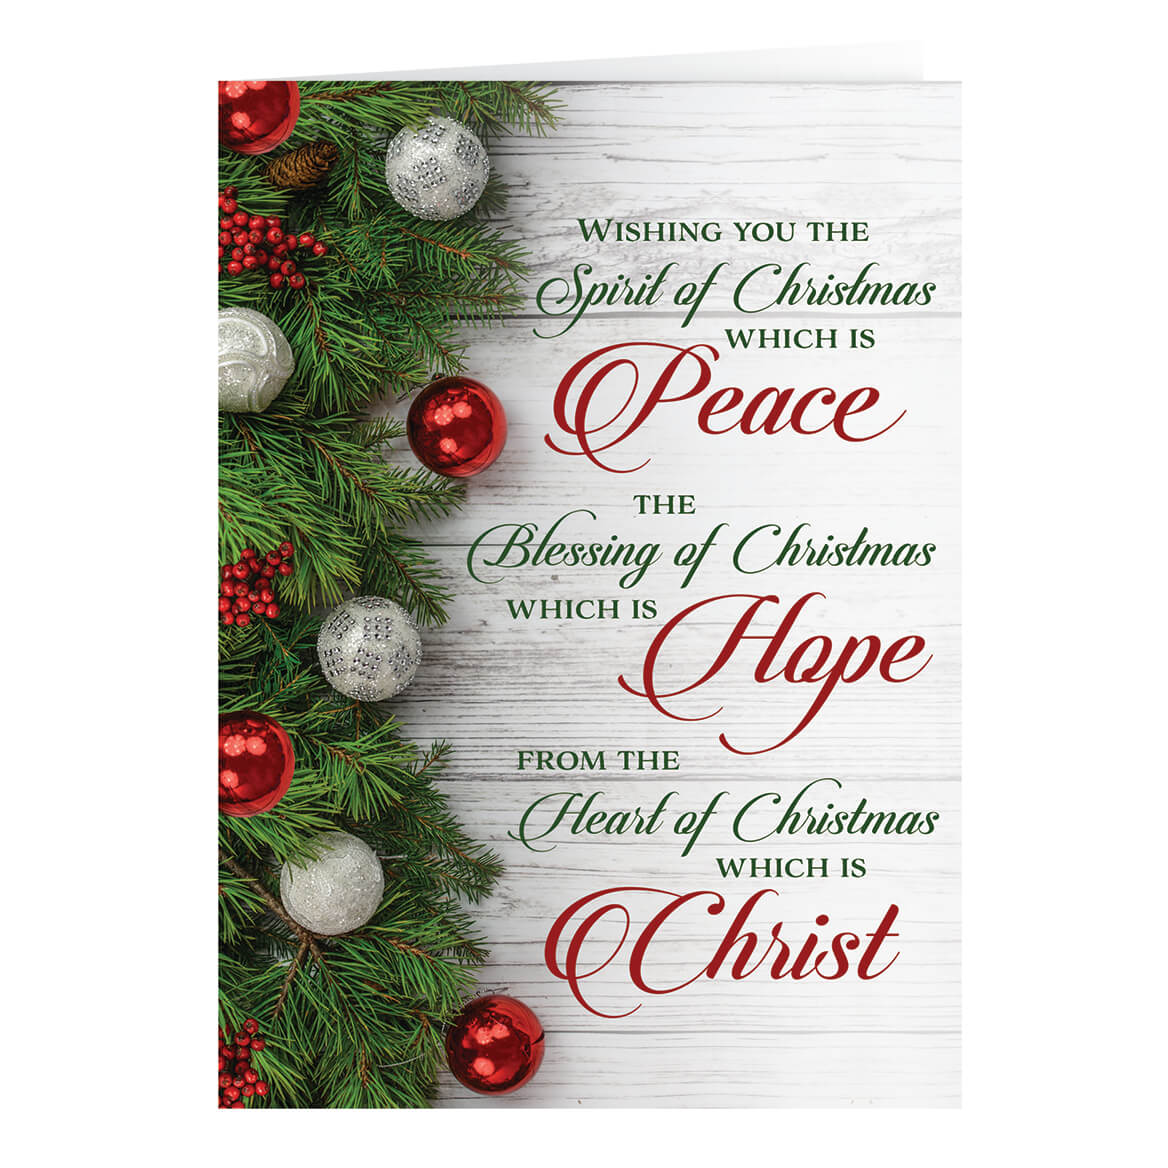 WISHING YOU THE
Spirit of Christmas
WHICH IS
Peace
THE
Blessing of Christmas
WHICH IS
Hope
FROM THE
Heart of Christmas
WHICH IS
Christ